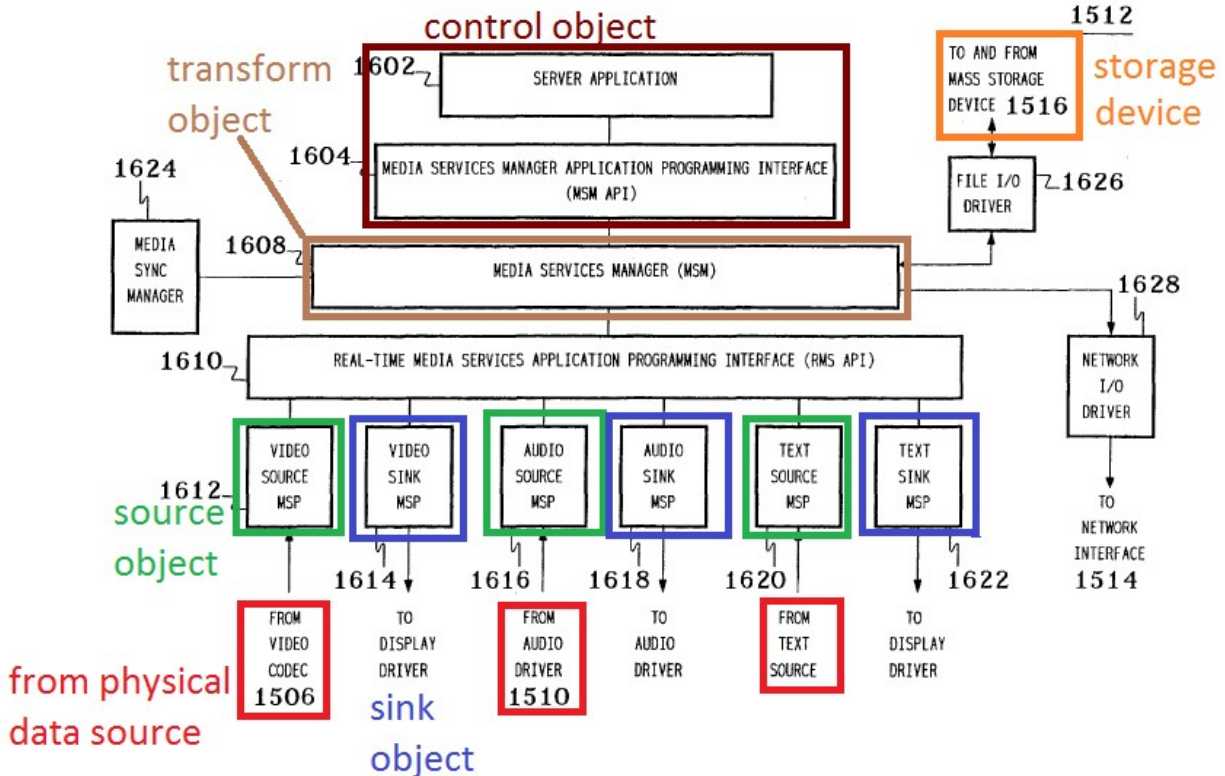 control object
1512
1602
SERVER APPLICATION
TO AND FROM
MASS STORAGE
DEVICE 1516
storage
device
transform
object
1604
MEDIA SERVICES MANAGER APPLICATION PROGRAMMING INTERFACE
(MSM API)
1624
FILE I/O
DRIVER
1626
MEDIA
SYNC
MANAGER
1608
MEDIA SERVICES MANAGER (MSM)
1628
1610
REAL-TIME MEDIA SERVICES APPLICATION PROGRAMMING INTERFACE (RMS API)
NETWORK
I/O
DRIVER
VIDEO
SOURCE
MSP
VIDEO
SINK
MSP
AUDIO
SOURCE
MSP
AUDIO
SINK
MSP
TEXT
SOURCE
MSP
TEXT
SINK
MSP
1612
source
object
1614
1616
1618
1620
1622
TO
NETWORK
INTERFACE
1514
FROM
VIDEO
CODEC
1506
TO
DISPLAY
DRIVER
FROM
AUDIO
DRIVER
1510
TO
AUDIO
DRIVER
FROM
TEXT
SOURCE
TO
DISPLAY
DRIVER
from physical
data source
sink
object